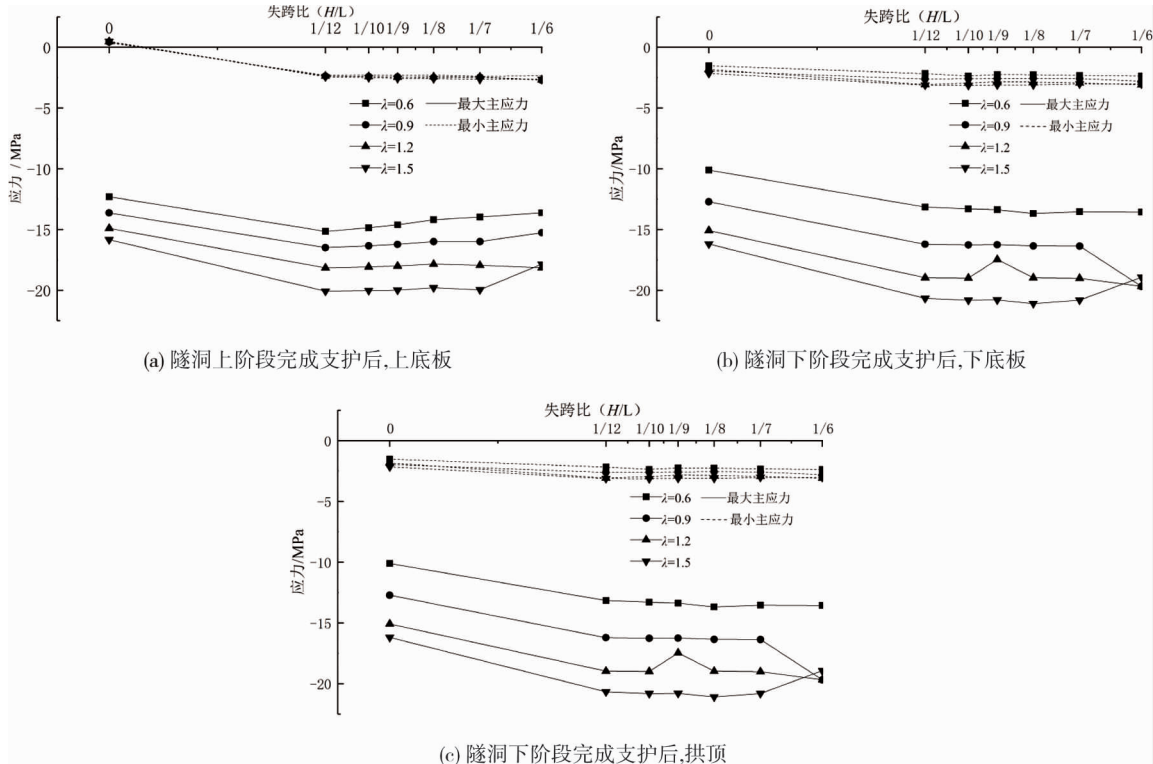 失跨比（H/L）
0 1/12 1/10 1/9 1/8 1/7 1/6
0
−5
−10
−15
−20
应力 / MPa
λ=0.6 最大主应力
λ=0.9 最小主应力
λ=1.2
λ=1.5
(a) 隧洞上阶段完成支护后,上底板
失跨比（H/L）
0 1/12 1/10 1/9 1/8 1/7 1/6
0
−5
−10
−15
−20
应力/MPa
λ=0.6 最大主应力
λ=0.9 最小主应力
λ=1.2
λ=1.5
(b) 隧洞下阶段完成支护后,下底板
失跨比（H/L）
0 1/12 1/10 1/9 1/8 1/7 1/6
0
−5
−10
−15
−20
应力/MPa
λ=0.6 最大主应力
λ=0.9 最小主应力
λ=1.2
λ=1.5
(c) 隧洞下阶段完成支护后,拱顶